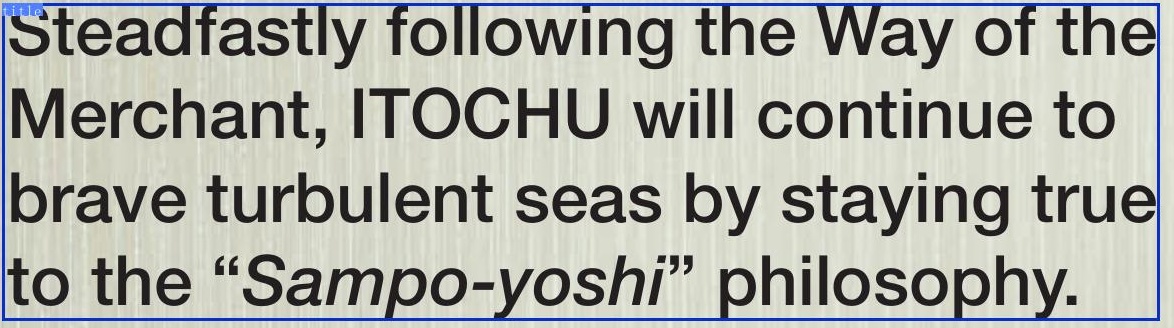 title
Steadfastly following the Way of the
Merchant, ITOCHU will continue to
brave turbulent seas by staying true
to the “Sampo-yoshi” philosophy.